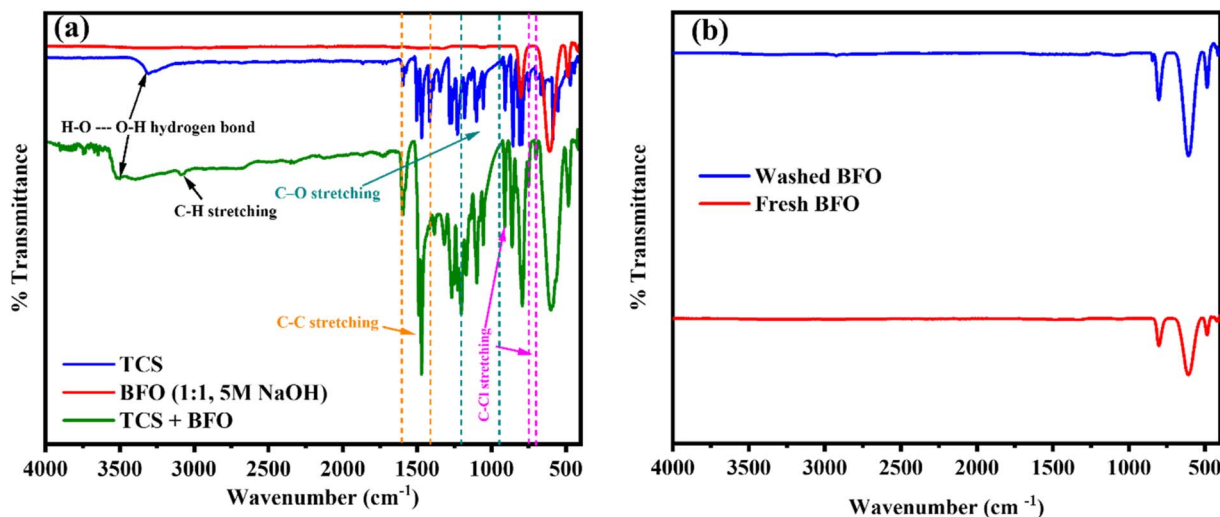 (a)
H-O --- O-H hydrogen bond
C-H stretching
C–O stretching
C-C stretching
C-Cl stretching
TCS
BFO (1:1, 5M NaOH)
TCS + BFO
% Transmittance
4000 3500 3000 2500 2000 1500 1000 500
Wavenumber (cm-1)
(b)
Washed BFO
Fresh BFO
% Transmittance
4000 3500 3000 2500 2000 1500 1000 500
Wavenumber (cm -1)